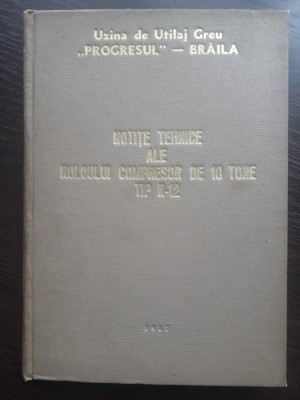 Uzina de Utilaj Greu
„PROGRESUL" — BRĂILA
NOTIȚE TEHNICE
ALE
RULOULUI COMPRESOR DE 10 TONE
TIP R-12